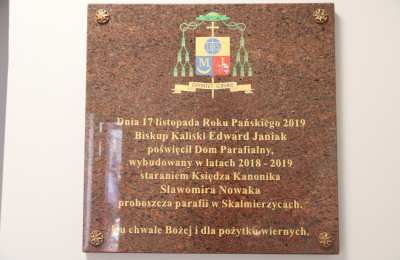 Dnia 17 listopada Roku Pańskiego 2019
Biskup Kaliski Edward Janiak
poświęcił Dom Parafialny,
wybudowany w latach 2018 - 2019
staraniem Księdza Kanonika
Sławomira Nowaka
proboszcza parafii w Skalmierzycach,
ku chwale Bożej i dla pożytku wiernych.